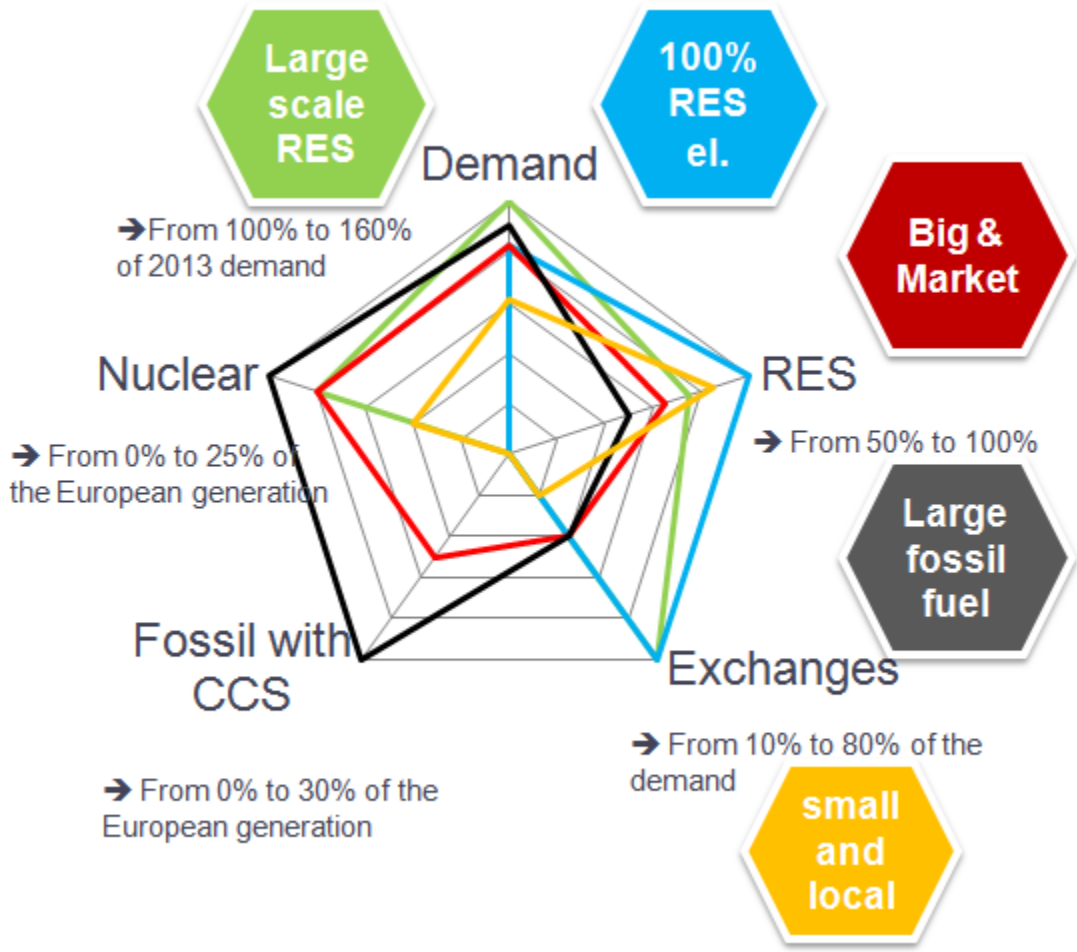 Large
scale
RES
100%
RES
el.
Demand
➔From 100% to 160%
of 2013 demand
Big &
Market
Nuclear
RES
➔ From 0% to 25% of
the European generation
➔ From 50% to 100%
Large
fossil
fuel
Fossil with
CCS
Exchanges
➔ From 10% to 80% of the
demand
➔ From 0% to 30% of the
European generation
small
and
local